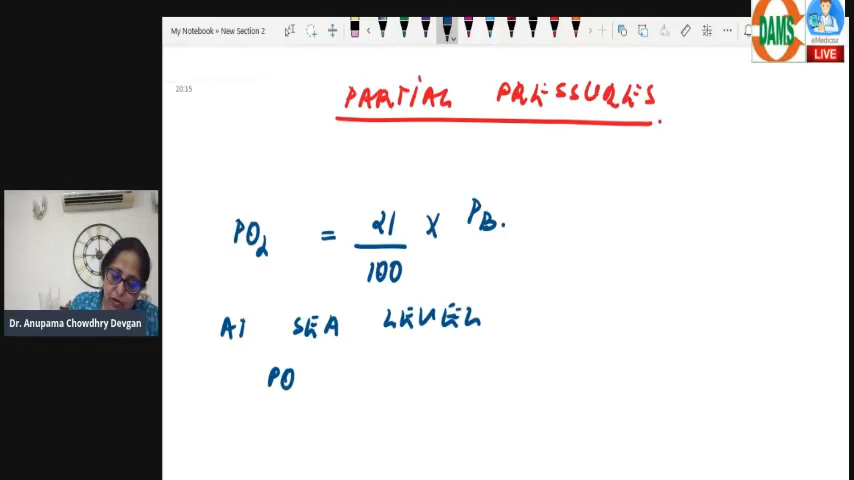 My Notebook » New Section 2
DAMS
eMedicoz
LIVE
20:15
PARTIAL PRESSURES
PO2 = 21/100 X PB.
AT SEA LEVEL
PO
Dr. Anupama Chowdhry Devgan